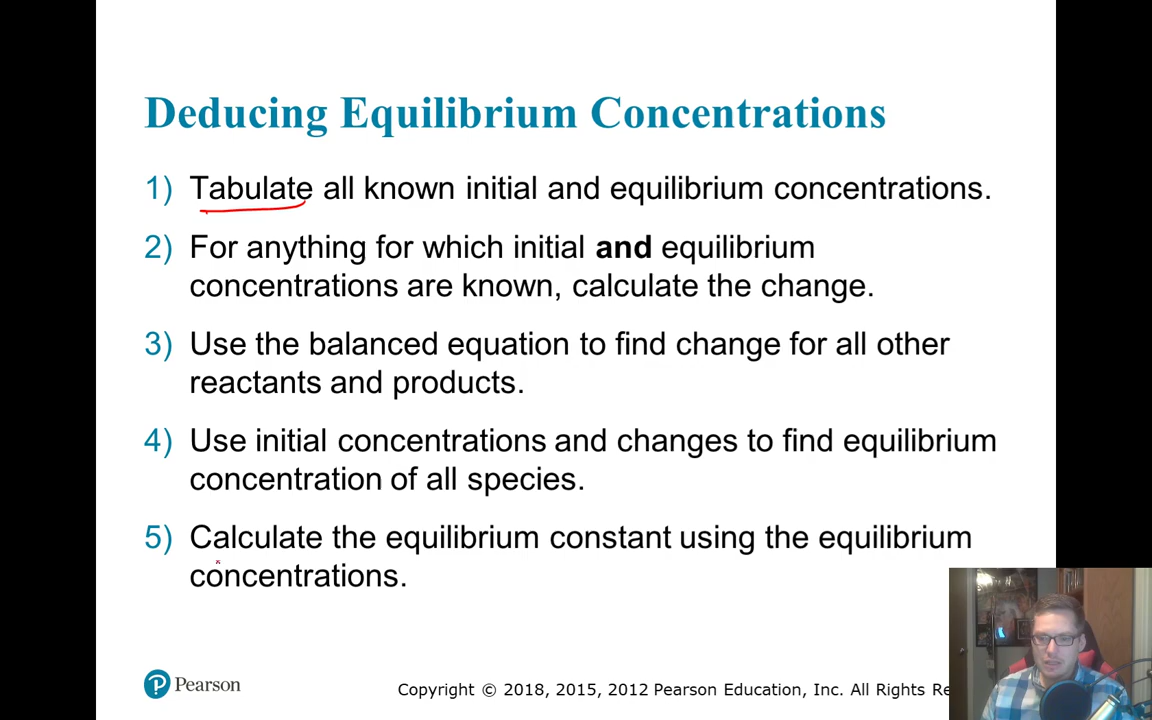 Deducing Equilibrium Concentrations
1) Tabulate all known initial and equilibrium concentrations.
2) For anything for which initial and equilibrium
concentrations are known, calculate the change.
3) Use the balanced equation to find change for all other
reactants and products.
4) Use initial concentrations and changes to find equilibrium
concentration of all species.
5) Calculate the equilibrium constant using the equilibrium
concentrations.
P Pearson
Copyright © 2018, 2015, 2012 Pearson Education, Inc. All Rights